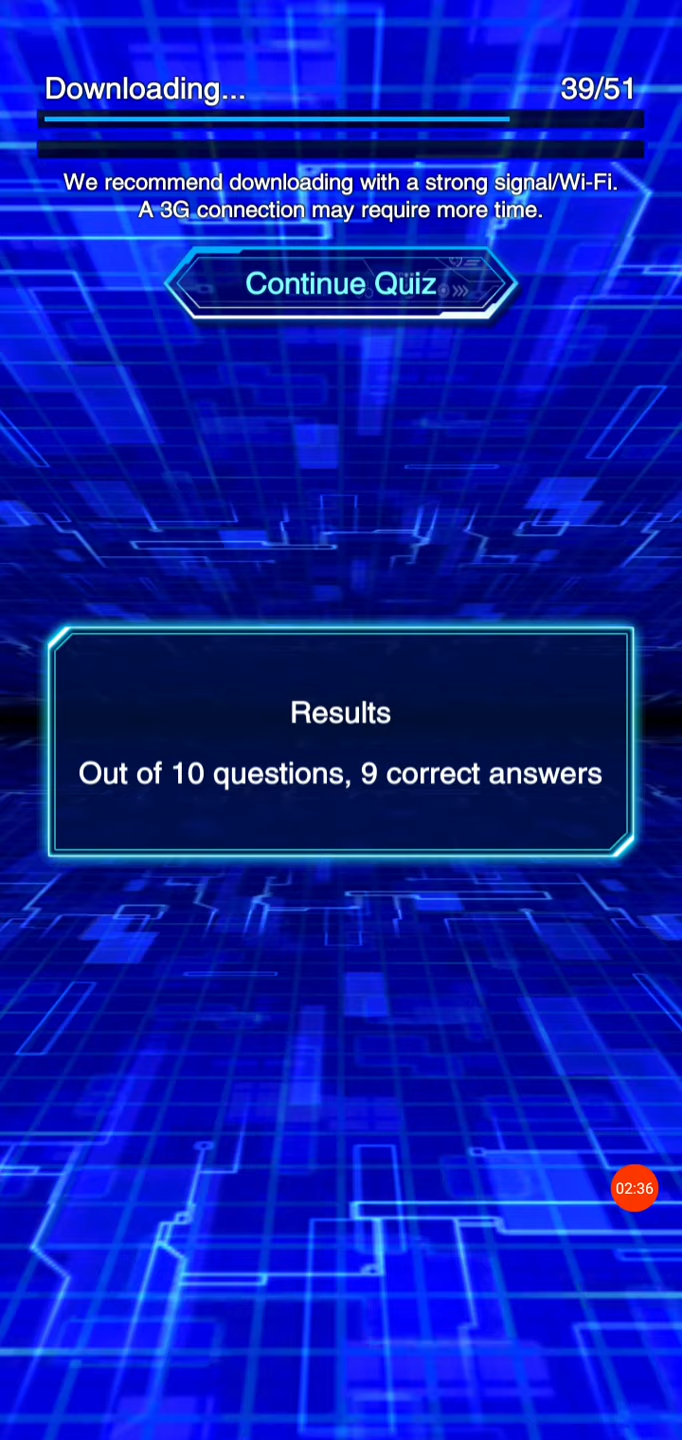 Downloading... 39/51
We recommend downloading with a strong signal/Wi-Fi.
A 3G connection may require more time.
Continue Quiz
Results
Out of 10 questions, 9 correct answers
02:36